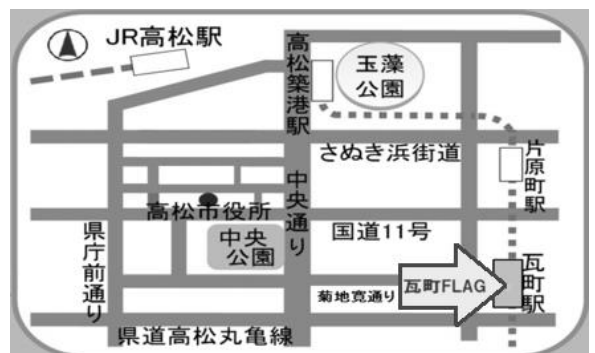 JR高松駅
高松築港駅
玉藻
公園
さぬき浜街道
片原町駅
中央通り
高松市役所
国道11号
県庁前通り
中央
公園
瓦町FLAG
瓦町駅
菊地寛通り
県道高松丸亀線